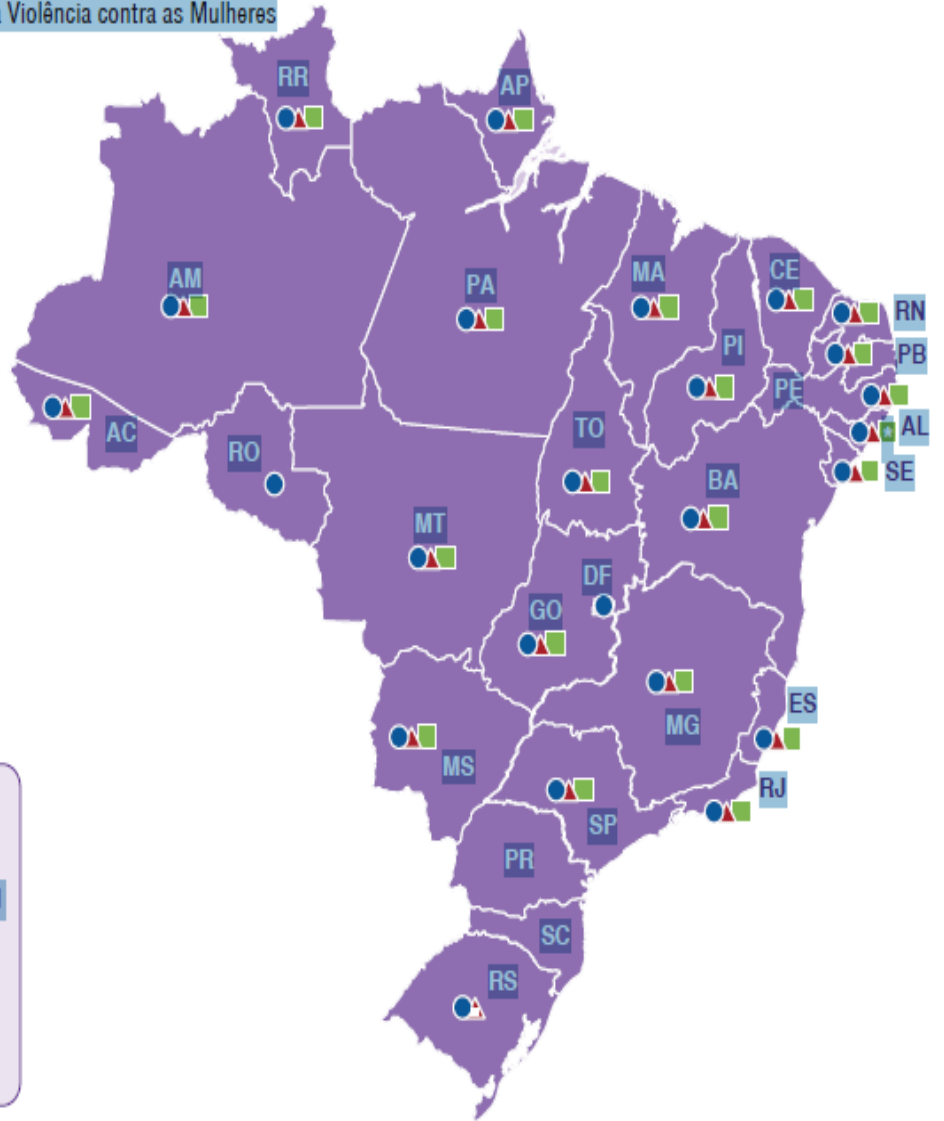 Violência contra as Mulheres
RR
AP
AM
PA
MA
CE
RN
PI
PB
PE
AC
TO
AL
RO
BA
SE
MT
DF
GO
ES
MG
MS
RJ
SP
PR
SC
RS